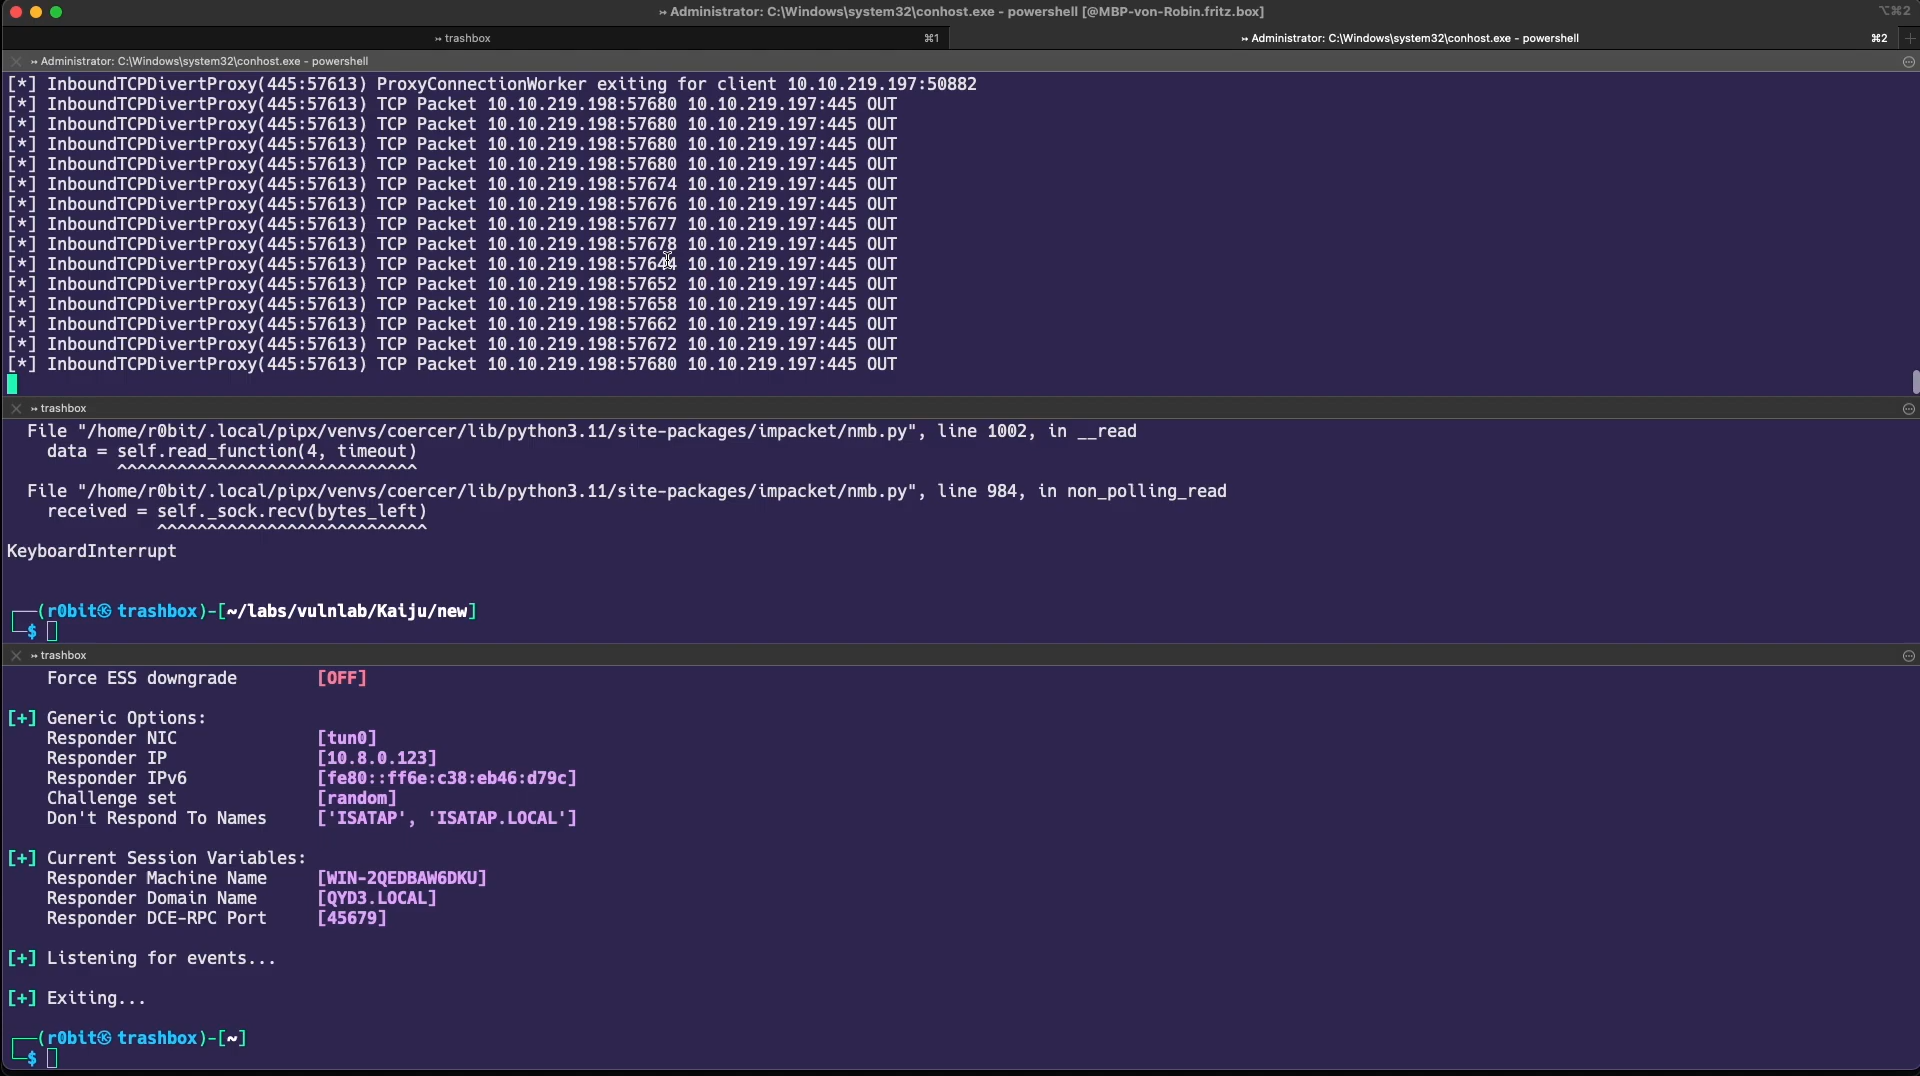 ↣ Administrator: C:\Windows\system32\conhost.exe - powershell [@MBP-von-Robin.fritz.box]
⌥⌘2
↣ trashbox
⌘1
↣ Administrator: C:\Windows\system32\conhost.exe - powershell
⌘2
↣ Administrator: C:\Windows\system32\conhost.exe - powershell
[*] InboundTCPDivertProxy(445:57613) ProxyConnectionWorker exiting for client 10.10.219.197:50882
[*] InboundTCPDivertProxy(445:57613) TCP Packet 10.10.219.198:57680 10.10.219.197:445 OUT
[*] InboundTCPDivertProxy(445:57613) TCP Packet 10.10.219.198:57680 10.10.219.197:445 OUT
[*] InboundTCPDivertProxy(445:57613) TCP Packet 10.10.219.198:57680 10.10.219.197:445 OUT
[*] InboundTCPDivertProxy(445:57613) TCP Packet 10.10.219.198:57680 10.10.219.197:445 OUT
[*] InboundTCPDivertProxy(445:57613) TCP Packet 10.10.219.198:57674 10.10.219.197:445 OUT
[*] InboundTCPDivertProxy(445:57613) TCP Packet 10.10.219.198:57676 10.10.219.197:445 OUT
[*] InboundTCPDivertProxy(445:57613) TCP Packet 10.10.219.198:57677 10.10.219.197:445 OUT
[*] InboundTCPDivertProxy(445:57613) TCP Packet 10.10.219.198:57678 10.10.219.197:445 OUT
[*] InboundTCPDivertProxy(445:57613) TCP Packet 10.10.219.198:57644 10.10.219.197:445 OUT
[*] InboundTCPDivertProxy(445:57613) TCP Packet 10.10.219.198:57652 10.10.219.197:445 OUT
[*] InboundTCPDivertProxy(445:57613) TCP Packet 10.10.219.198:57658 10.10.219.197:445 OUT
[*] InboundTCPDivertProxy(445:57613) TCP Packet 10.10.219.198:57662 10.10.219.197:445 OUT
[*] InboundTCPDivertProxy(445:57613) TCP Packet 10.10.219.198:57672 10.10.219.197:445 OUT
[*] InboundTCPDivertProxy(445:57613) TCP Packet 10.10.219.198:57680 10.10.219.197:445 OUT
↣ trashbox
File "/home/r0bit/.local/pipx/venvs/coercer/lib/python3.11/site-packages/impacket/nmb.py", line 1002, in __read
data = self.read_function(4, timeout)
^^^^^^^^^^^^^^^^^^^^^^^^^^^^^^
File "/home/r0bit/.local/pipx/venvs/coercer/lib/python3.11/site-packages/impacket/nmb.py", line 984, in non_polling_read
received = self._sock.recv(bytes_left)
^^^^^^^^^^^^^^^^^^^^^^^^^^^
KeyboardInterrupt
┌──(r0bit㉿trashbox)-[~/labs/vulnlab/Kaiju/new]
└─$
↣ trashbox
Force ESS downgrade [OFF]
[+] Generic Options:
Responder NIC [tun0]
Responder IP [10.8.0.123]
Responder IPv6 [fe80::ff6e:c38:eb46:d79c]
Challenge set [random]
Don't Respond To Names ['ISATAP', 'ISATAP.LOCAL']
[+] Current Session Variables:
Responder Machine Name [WIN-2QEDBAW6DKU]
Responder Domain Name [QYD3.LOCAL]
Responder DCE-RPC Port [45679]
[+] Listening for events...
[+] Exiting...
┌──(r0bit㉿trashbox)-[~]
└─$